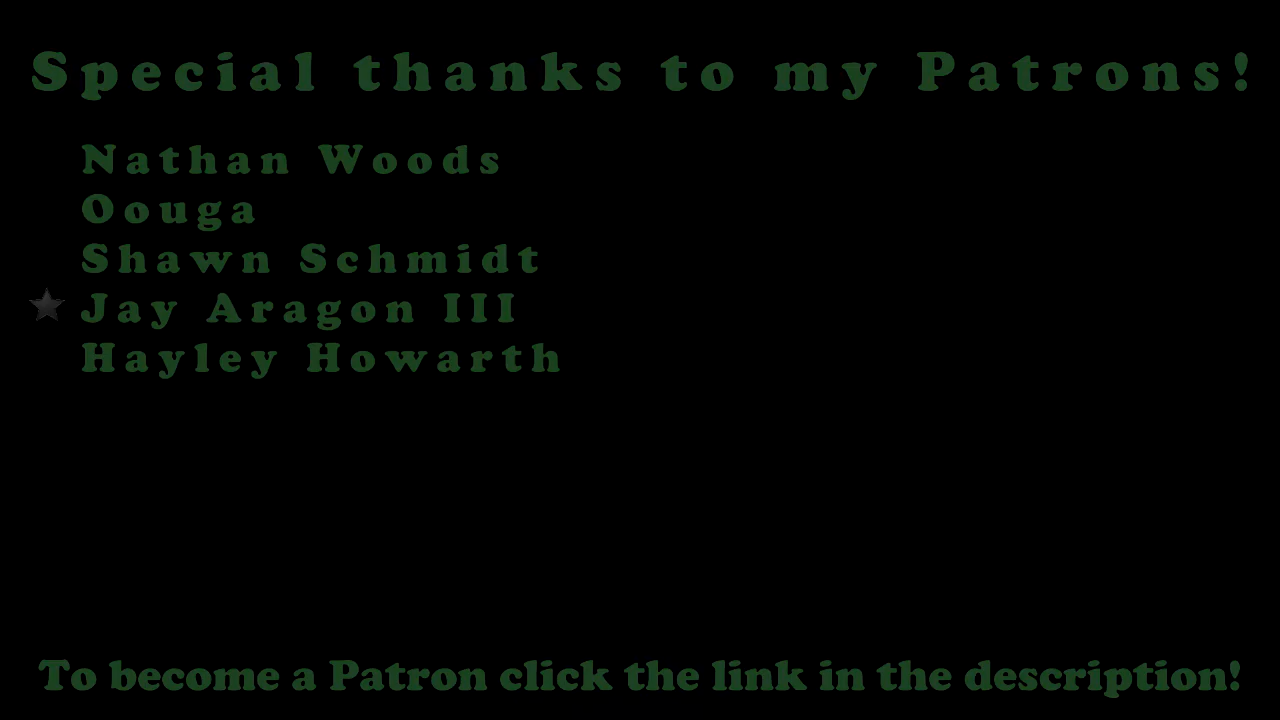 Special thanks to my Patrons!
Nathan Woods
Oouga
Shawn Schmidt
Jay Aragon III
Hayley Howarth
To become a Patron click the link in the description!